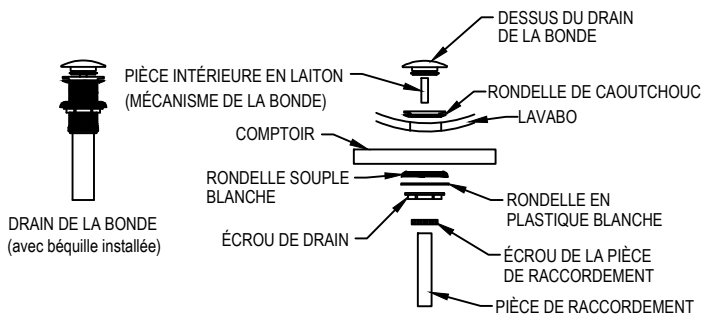 DESSUS DU DRAIN
DE LA BONDE
PIÈCE INTÉRIEURE EN LAITON
(MÉCANISME DE LA BONDE)
RONDELLE DE CAOUTCHOUC
LAVABO
COMPTOIR
RONDELLE SOUPLE
BLANCHE
RONDELLE EN
PLASTIQUE BLANCHE
ÉCROU DE DRAIN
ÉCROU DE LA PIÈCE
DE RACCORDEMENT
PIÈCE DE RACCORDEMENT
DRAIN DE LA BONDE
(avec béquille installée)